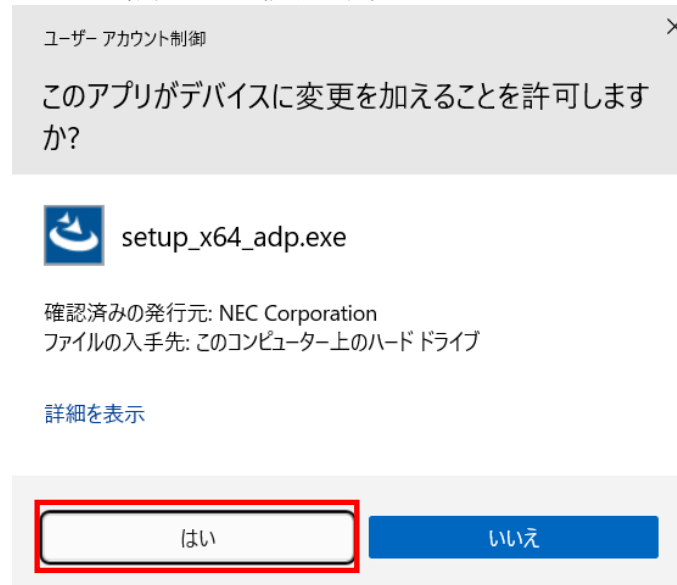 ユーザー アカウント制御
このアプリがデバイスに変更を加えることを許可します
か?
setup_x64_adp.exe
確認済みの発行元: NEC Corporation
ファイルの入手先: このコンピューター上のハード ドライブ
詳細を表示
はい
いいえ